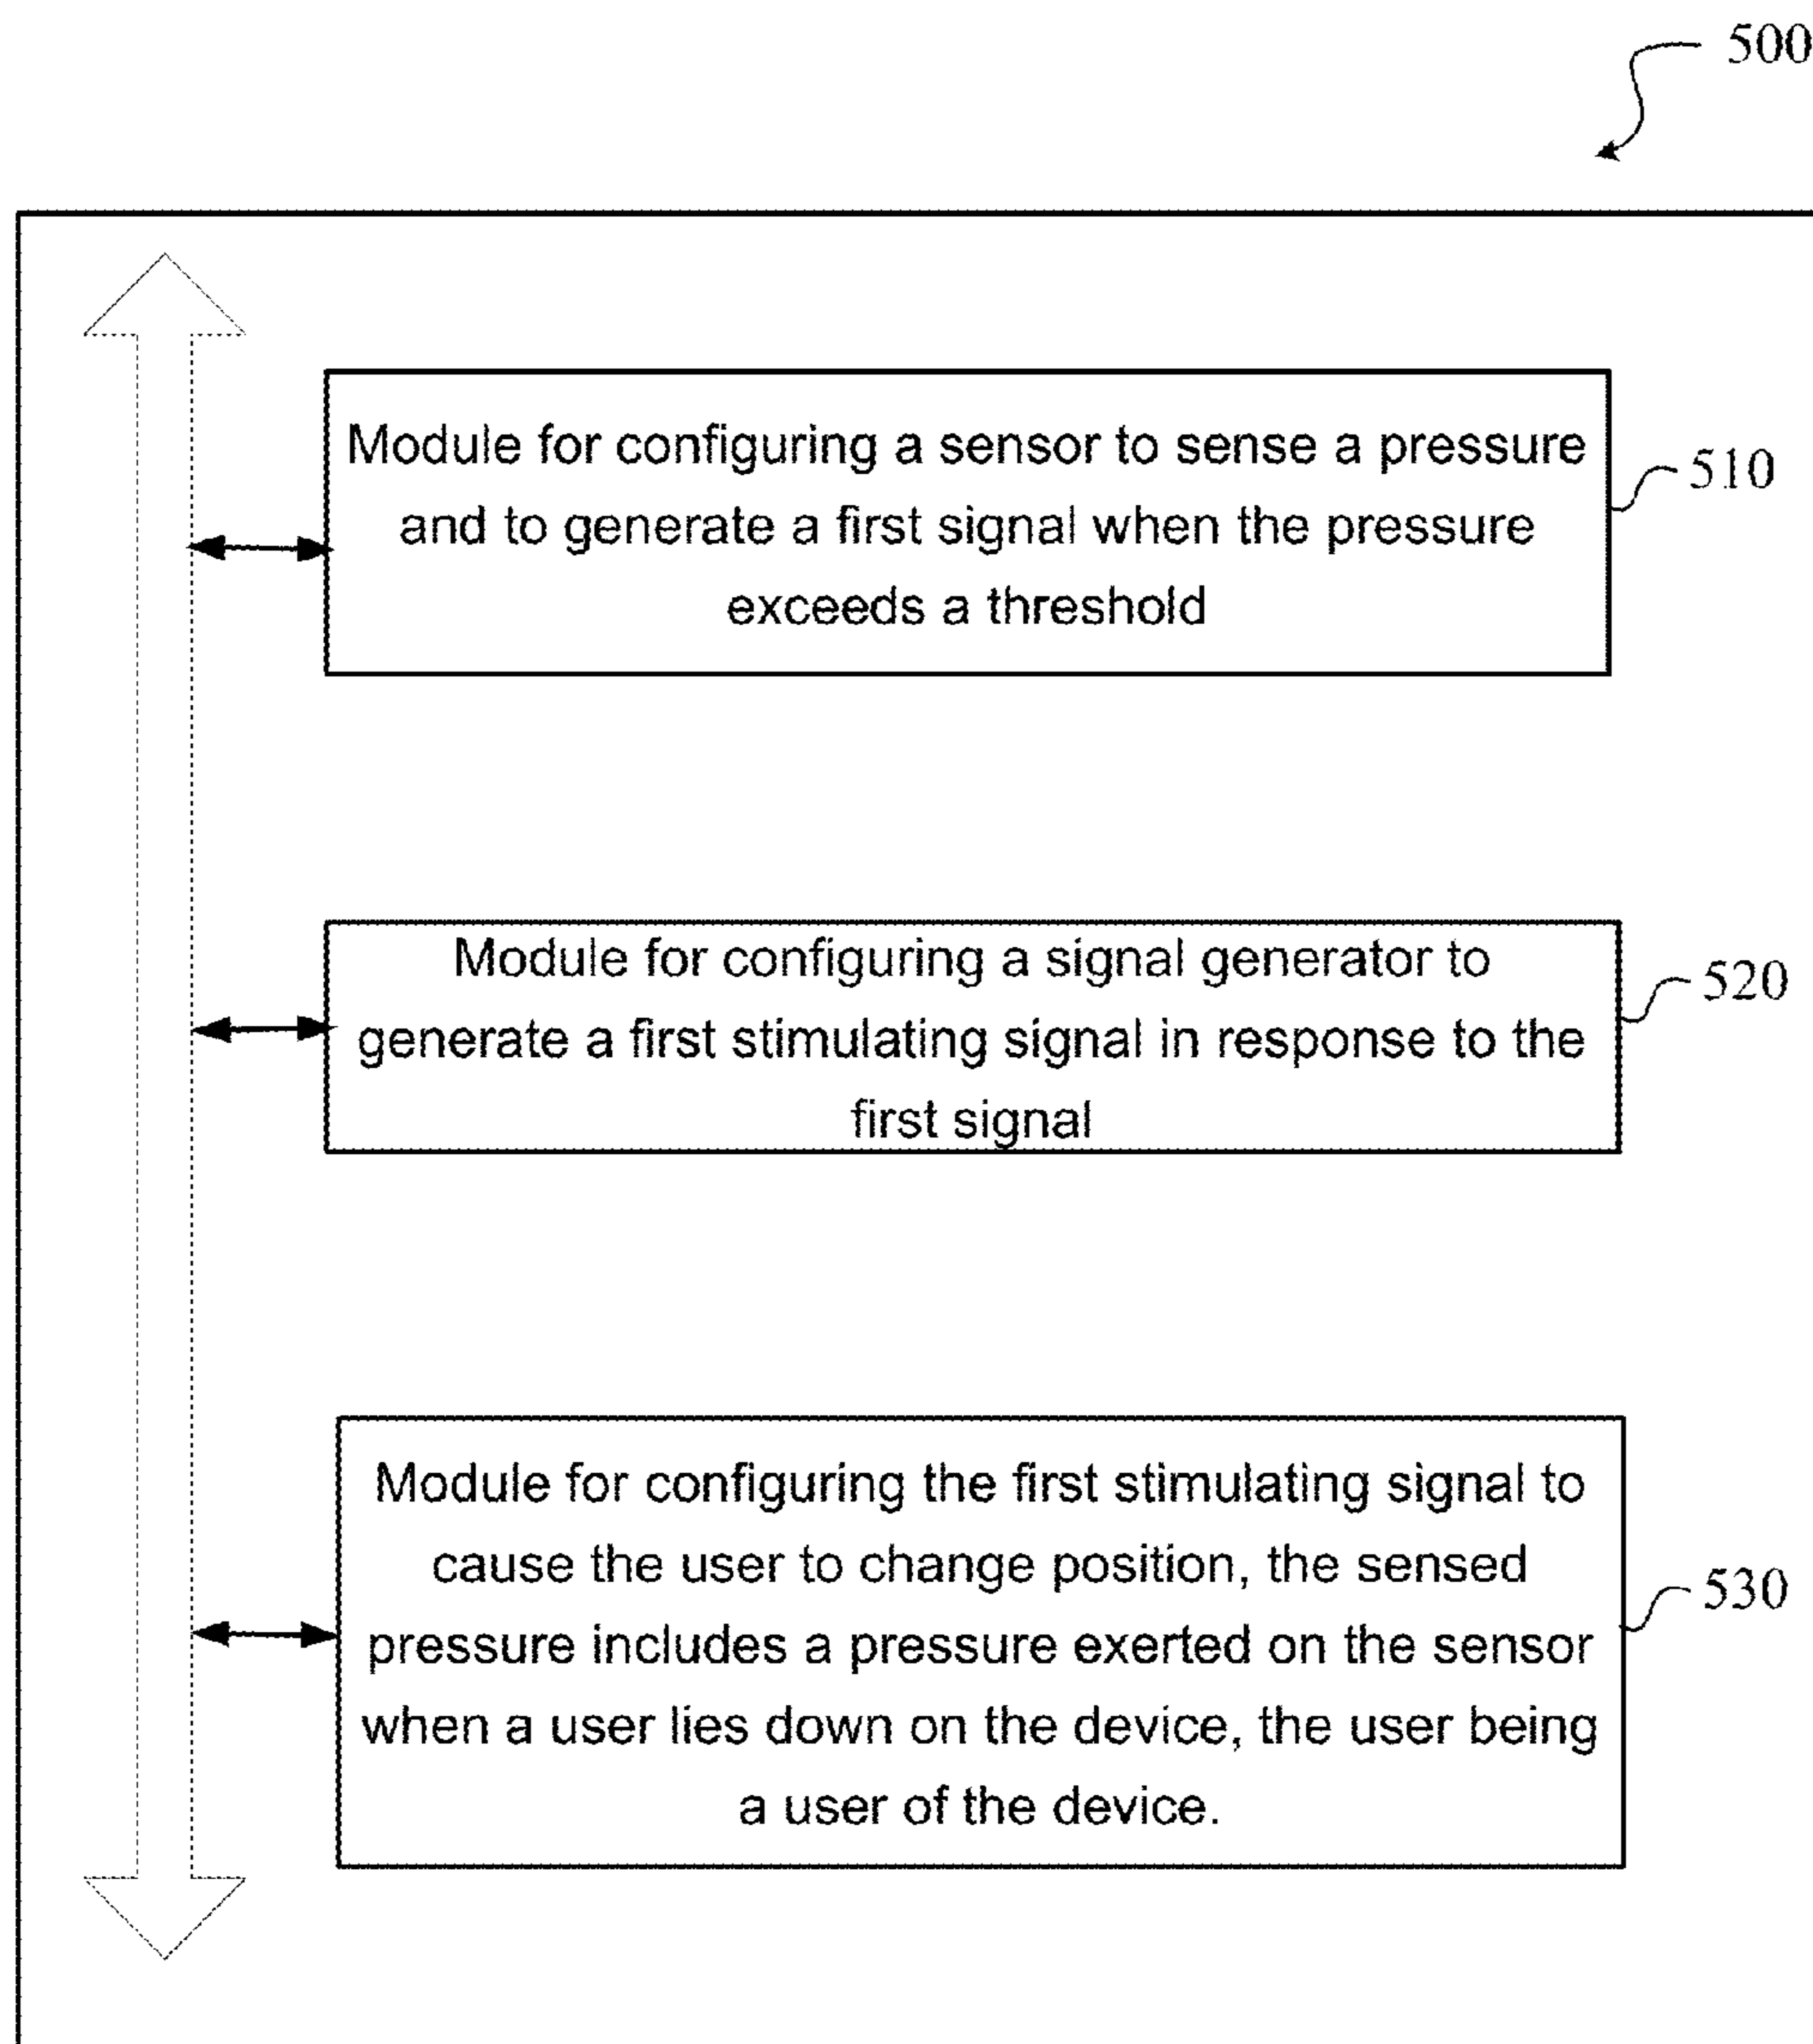 500
Module for configuring a sensor to sense a pressure
and to generate a first signal when the pressure
exceeds a threshold
510
Module for configuring a signal generator to
generate a first stimulating signal in response to the
first signal
520
Module for configuring the first stimulating signal to
cause the user to change position, the sensed
pressure includes a pressure exerted on the sensor
when a user lies down on the device, the user being
a user of the device.
530